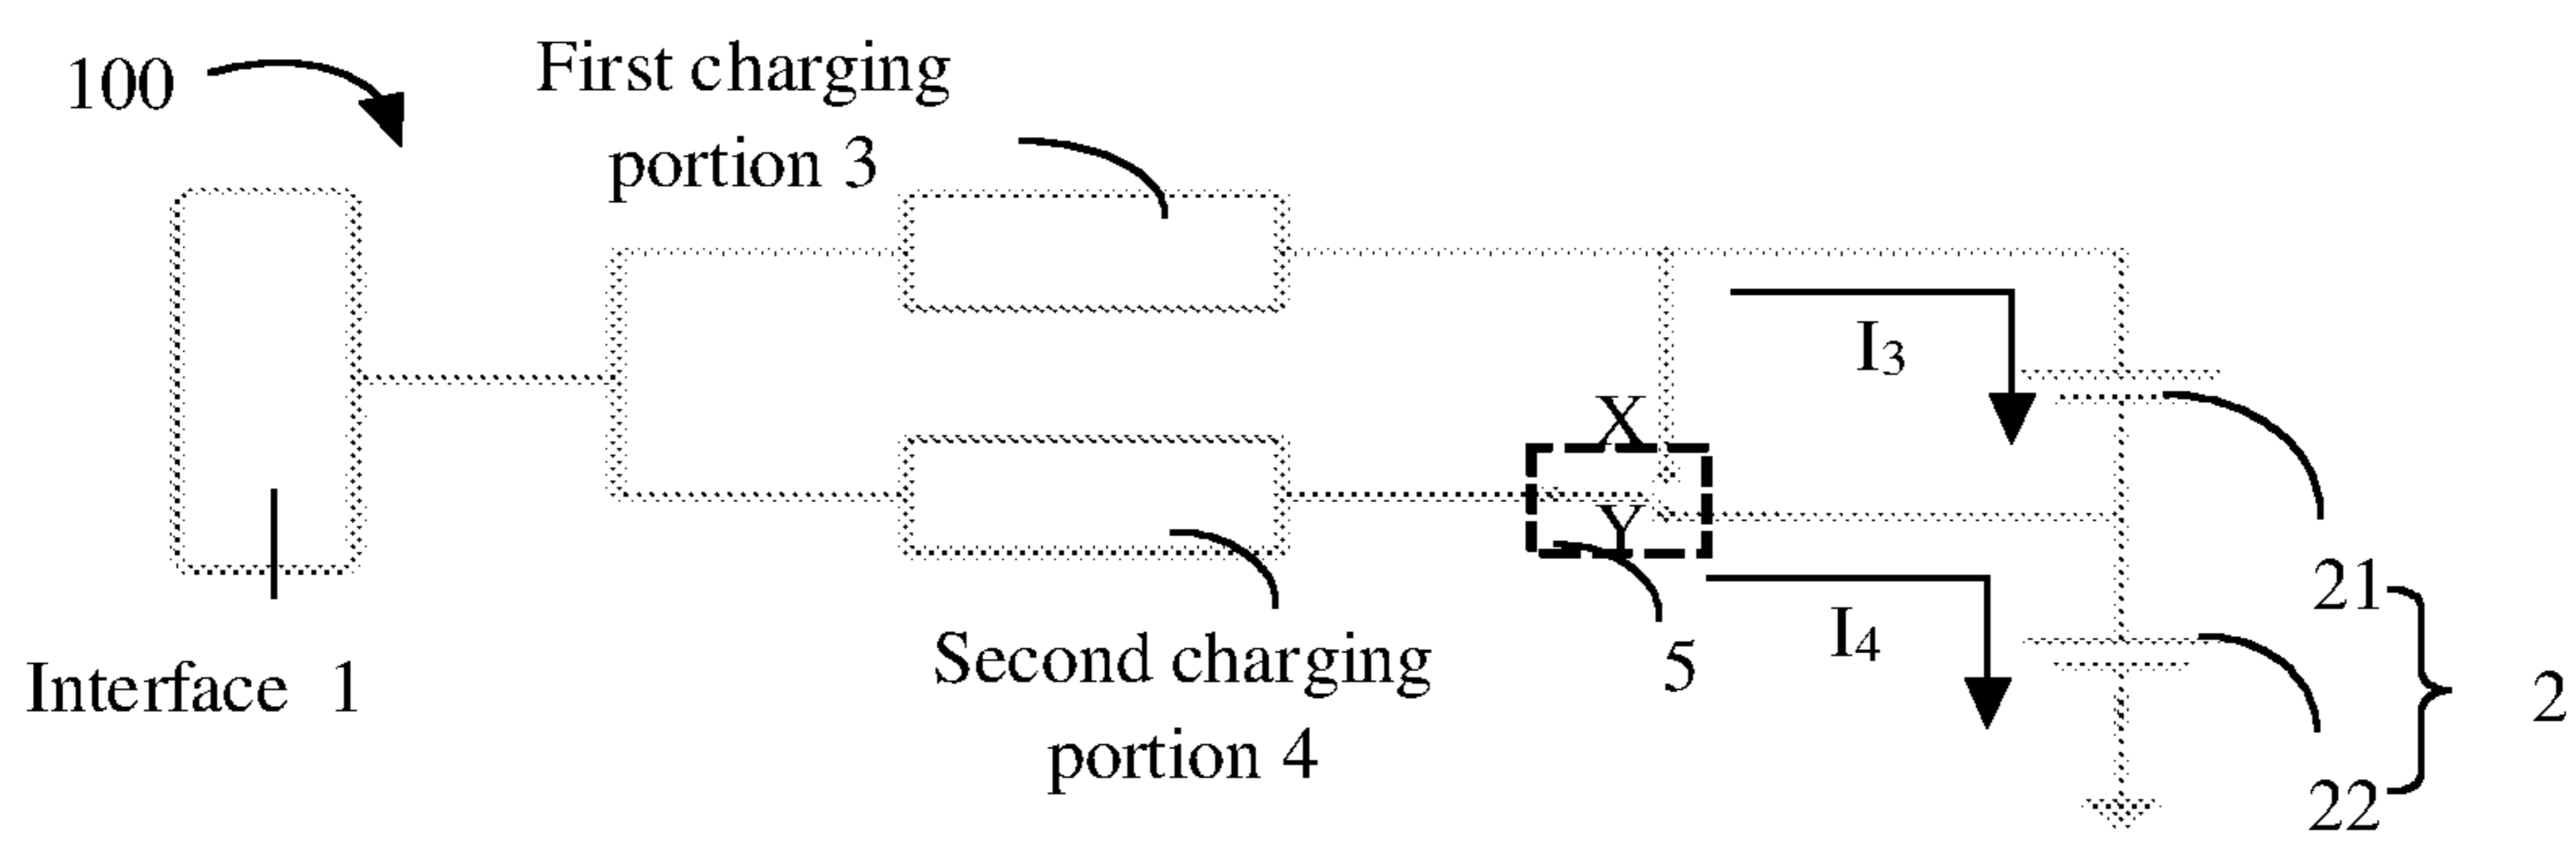 100
First charging
portion 3
I3
X
Y
21
Interface 1
Second charging
portion 4
5
I4
2
22